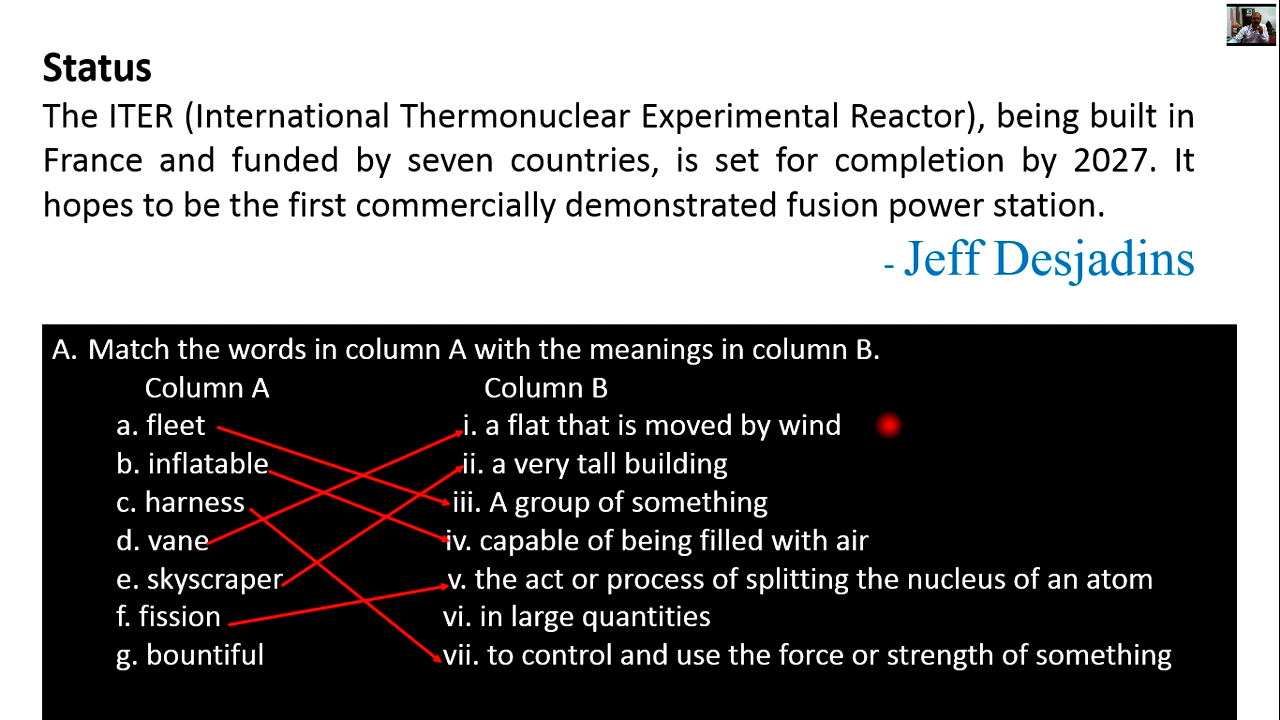 Status
The ITER (International Thermonuclear Experimental Reactor), being built in
France and funded by seven countries, is set for completion by 2027. It
hopes to be the first commercially demonstrated fusion power station.
- Jeff Desjadins
A. Match the words in column A with the meanings in column B.
Column A Column B
a. fleet i. a flat that is moved by wind
b. inflatable ii. a very tall building
c. harness iii. A group of something
d. vane iv. capable of being filled with air
e. skyscraper v. the act or process of splitting the nucleus of an atom
f. fission vi. in large quantities
g. bountiful vii. to control and use the force or strength of something